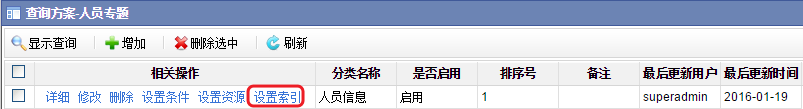 查询方案-人员专题
显示查询 增加 删除选中 刷新
相关操作 分类名称 是否启用 排序号 备注 最后更新用户 最后更新时间
详细 修改 删除 设置条件 设置资源 设置索引 人员信息 启用 1 superadmin 2016-01-19